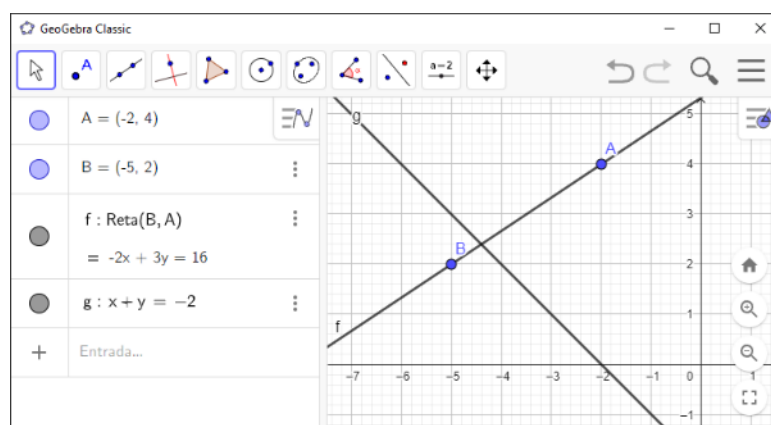 GeoGebra Classic
A
a=2
A = (-2, 4)
B = (-5, 2)
f : Reta(B, A)
= -2x + 3y = 16
g : x + y = −2
Entrada...
g
5
A
4
3
B
2
f
−7 −6 −5 −4 −3 −2 −1 0 1
−1